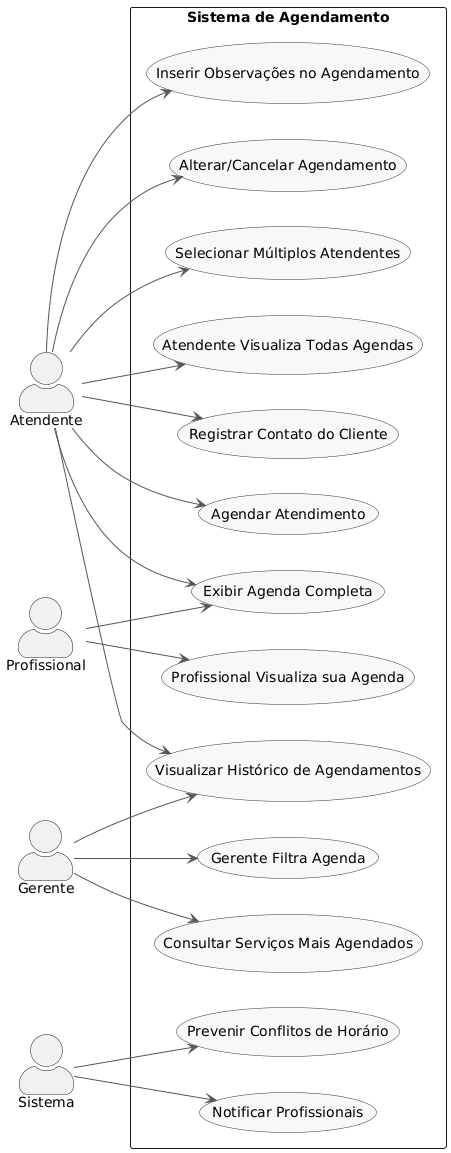 Sistema de Agendamento
Inserir Observações no Agendamento
Alterar/Cancelar Agendamento
Selecionar Múltiplos Atendentes
Atendente Visualiza Todas Agendas
Atendente
Registrar Contato do Cliente
Agendar Atendimento
Exibir Agenda Completa
Profissional
Profissional Visualiza sua Agenda
Visualizar Histórico de Agendamentos
Gerente Filtra Agenda
Gerente
Consultar Serviços Mais Agendados
Prevenir Conflitos de Horário
Sistema
Notificar Profissionais